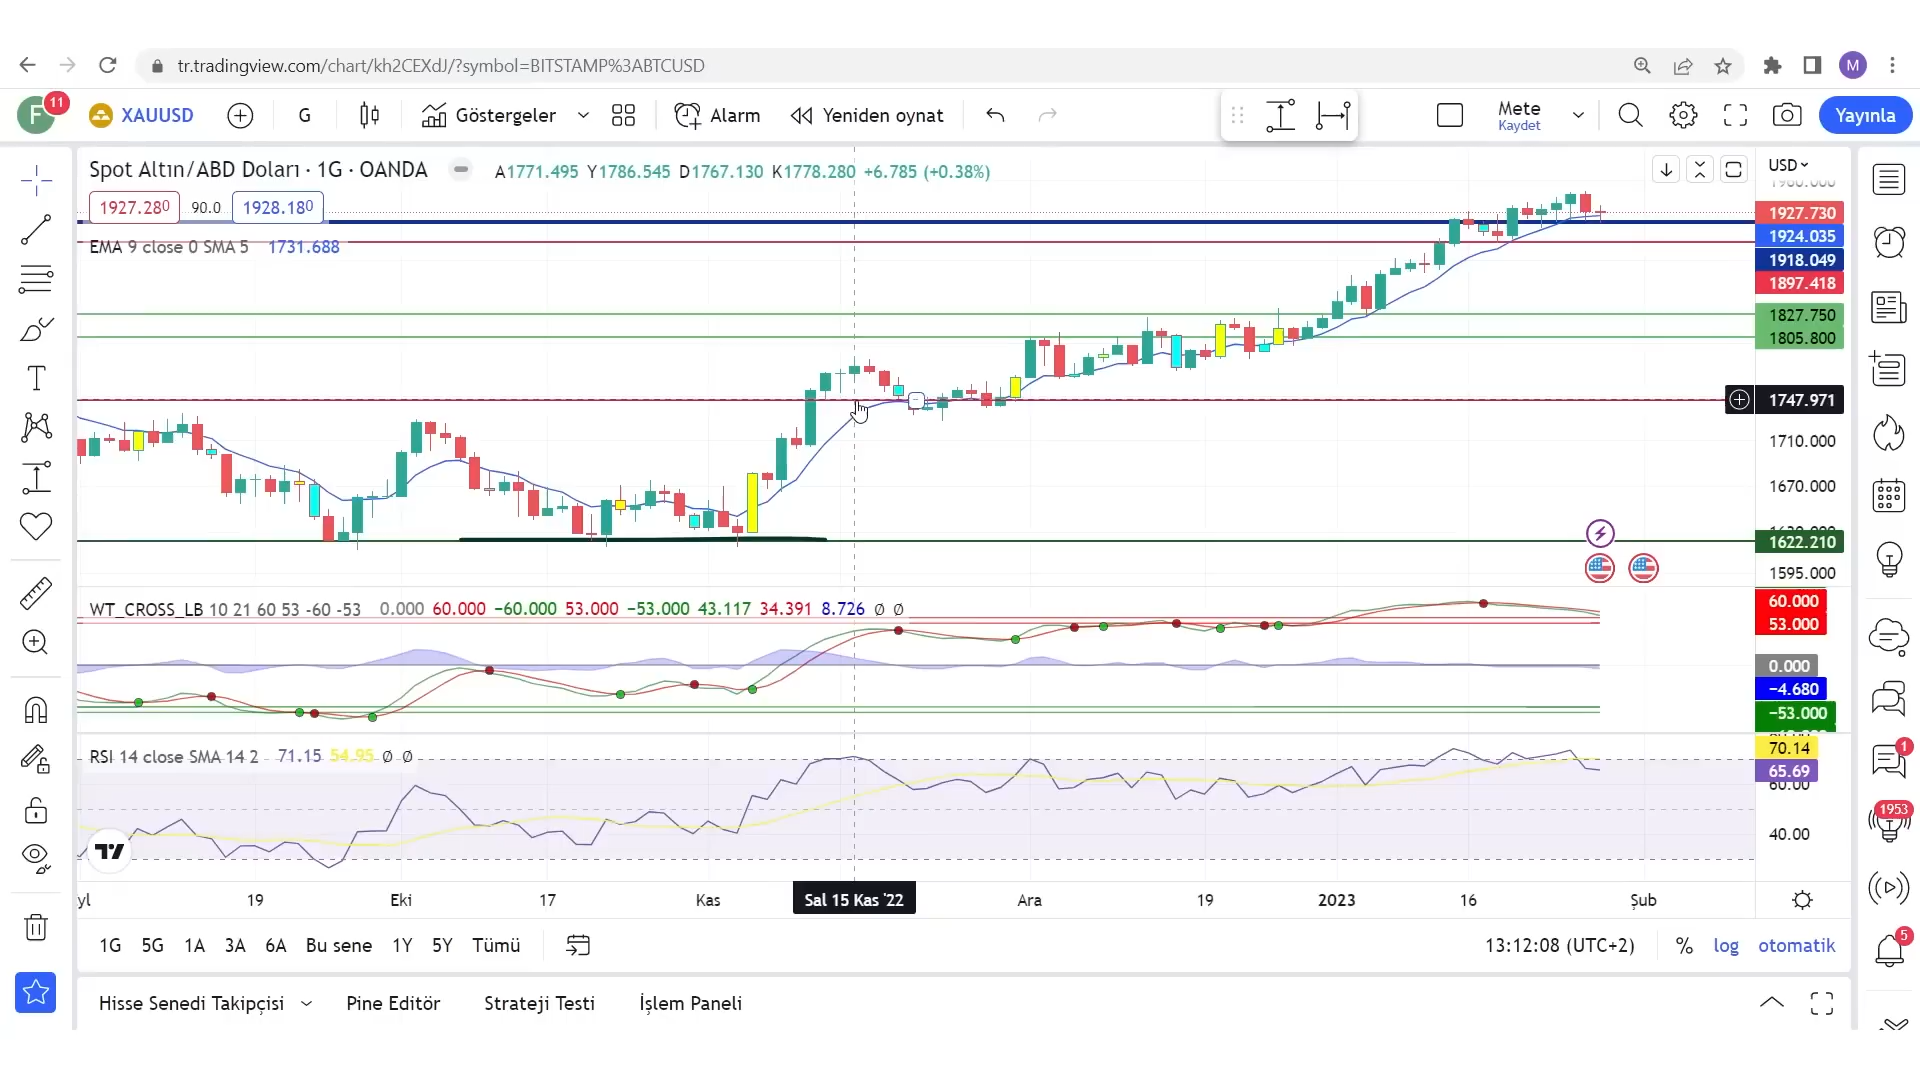 tr.tradingview.com/chart/kh2CEXdJ/?symbol=BITSTAMP%3ABTCUSD
M
F 11 XAUUSD G Göstergeler Alarm Yeniden oynat Mete Kaydet Yayınla
Spot Altın/ABD Doları · 1G · OANDA A1771.495 Y1786.545 D1767.130 K1778.280 +6.785 (+0.38%) USD
1927.280 90.0 1928.180
EMA 9 close 0 SMA 5 1731.688
1927.730
1924.035
1918.049
1897.418
1827.750
1805.800
1747.971
1710.000
1670.000
1622.210
1595.000
WT_CROSS_LB 10 21 60 53 -60 -53 0.000 60.000 −60.000 53.000 −53.000 43.117 34.391 8.726 Ø Ø
60.000
53.000
0.000
−4.680
−53.000
RSI 14 close SMA 14 2 71.15 54.95 Ø Ø
70.14
65.69
60.00
40.00
1
1953
5
19 Eki 17 Kas Sal 15 Kas '22 Ara 19 2023 16 Şub
1G 5G 1A 3A 6A Bu sene 1Y 5Y Tümü 13:12:08 (UTC+2) % log otomatik
Hisse Senedi Takipçisi Pine Editör Strateji Testi İşlem Paneli